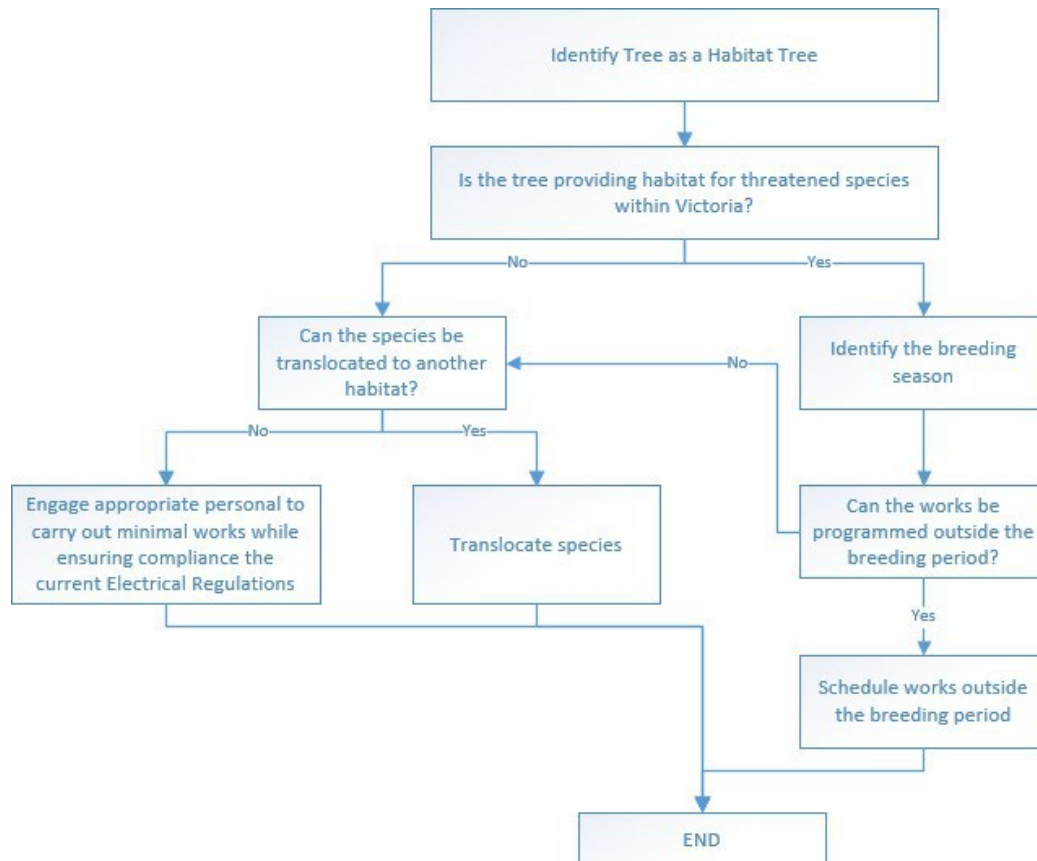 Identify Tree as a Habitat Tree
Is the tree providing habitat for threatened species
within Victoria?
No
Yes
Can the species be
translocated to another
habitat?
No
Identify the breeding
season
No
Yes
Engage appropriate personal to
carry out minimal works while
ensuring compliance the
current Electrical Regulations
Translocate species
Can the works be
programmed outside the
breeding period?
Yes
Schedule works outside
the breeding period
END